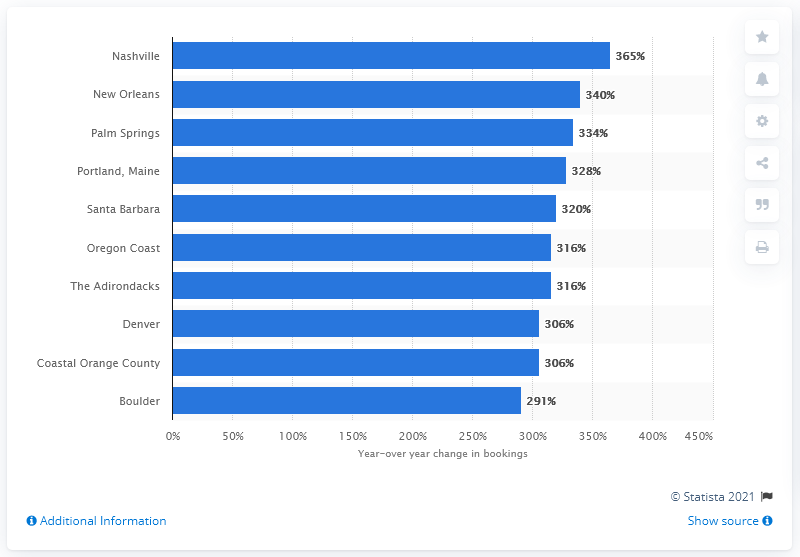 Nashville 365%
New Orleans 340%
Palm Springs 334%
Portland, Maine 328%
Santa Barbara 320%
Oregon Coast 316%
The Adirondacks 316%
Denver 306%
Coastal Orange County 306%
Boulder 291%
0% 50% 100% 150% 200% 250% 300% 350% 400% 450%
Year-over year change in bookings
© Statista 2021
Additional Information Show source